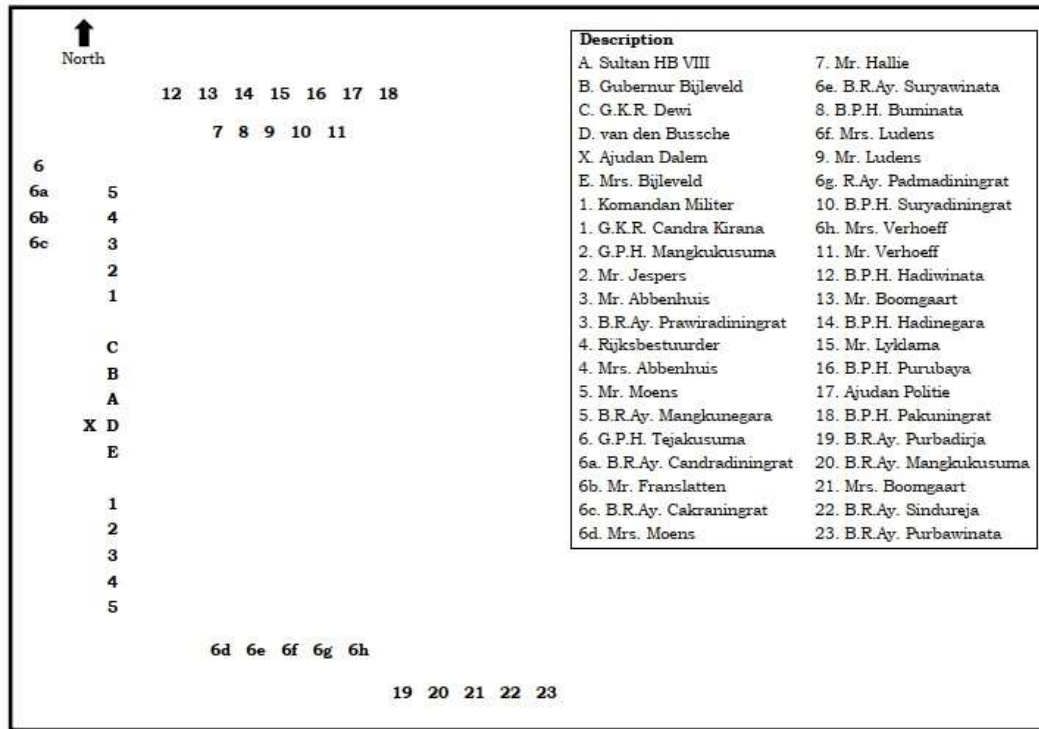 North
12 13 14 15 16 17 18
7 8 9 10 11
6
6a 5
6b 4
6c 3
2
1
C
B
A
X D
E
1
2
3
4
5
6d 6e 6f 6g 6h
19 20 21 22 23
Description
A. Sultan HB VIII
B. Gubernur Bijleveld
C. G.K.R. Dewi
D. van den Bussche
X. Ajudan Dalem
E. Mrs. Bijleveld
1. Komandan Militer
1. G.K.R. Candra Kirana
2. G.P.H. Mangkukusuma
2. Mr. Jespers
3. Mr. Abbenhuis
3. B.R.Ay. Prawiradiningrat
4. Rijksbestuurder
4. Mrs. Abbenhuis
5. Mr. Moens
5. B.R.Ay. Mangkunegara
6. G.P.H. Tejakusuma
6a. B.R.Ay. Candradiningrat
6b. Mr. Franslatten
6c. B.R.Ay. Cakraningrat
6d. Mrs. Moens
7. Mr. Hallie
6e. B.R.Ay. Suryawinata
8. B.P.H. Buminata
6f. Mrs. Ludens
9. Mr. Ludens
6g. R.Ay. Padmadiningrat
10. B.P.H. Suryadiningrat
6h. Mrs. Verhoeff
11. Mr. Verhoeff
12. B.P.H. Hadiwinata
13. Mr. Boomgaart
14. B.P.H. Hadinegara
15. Mr. Lyklama
16. B.P.H. Purubaya
17. Ajudan Politie
18. B.P.H. Pakuningrat
19. B.R.Ay. Purbadirja
20. B.R.Ay. Mangkukusuma
21. Mrs. Boomgaart
22. B.R.Ay. Sindureja
23. B.R.Ay. Purbawinata